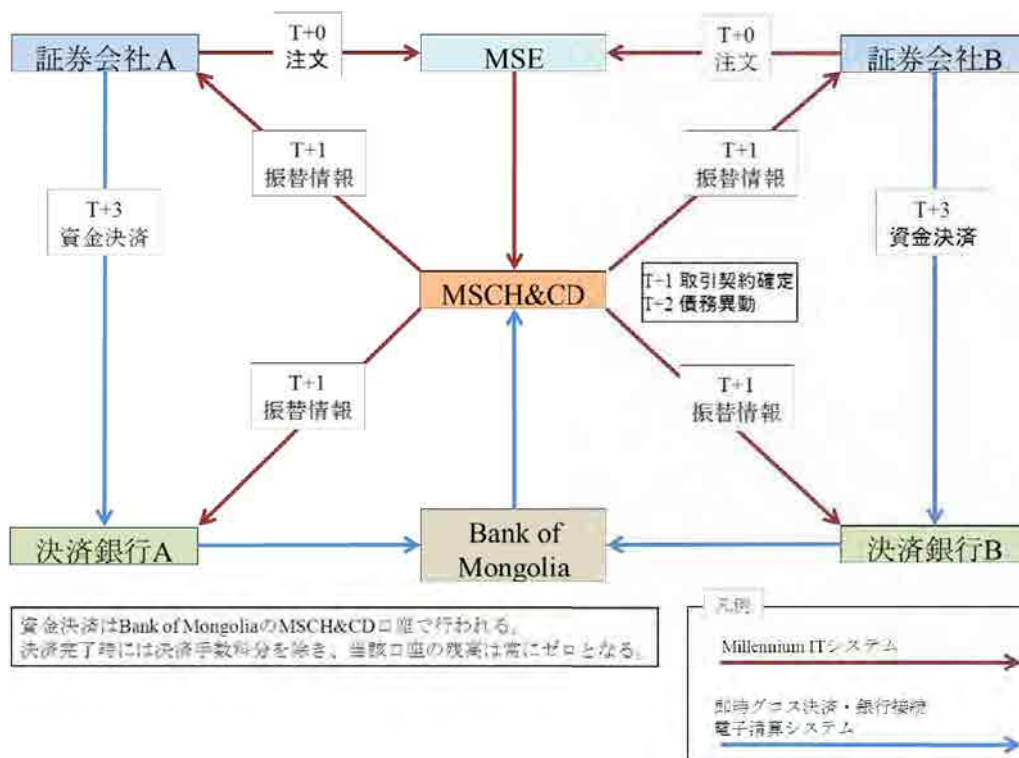 T+0
注文
T+0
注文
証券会社A
MSE
証券会社B
T+1
振替情報
T+1
振替情報
T+3
資金決済
T+3
資金決済
MSCH&CD
T+1 取引契約確定
T+2 債務異動
T+1
振替情報
T+1
振替情報
決済銀行A
Bank of
Mongolia
決済銀行B
資金決済はBank of MongoliaのMSCH&CD口座で行われる。
決済完了時には決済手数料分を除き、当該口座の残高は常にゼロとなる。
凡例
Millennium ITシステム
即時グロス決済・銀行接続
電子清算システム